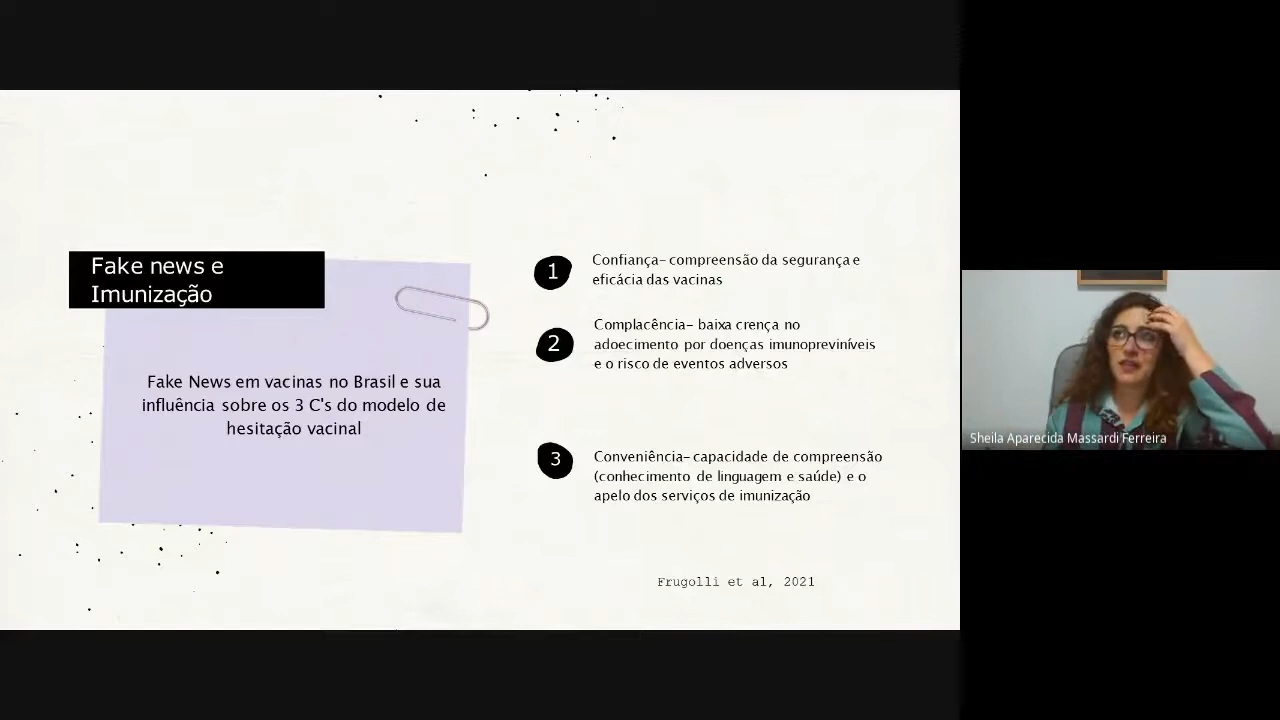 Fake news e
Imunização
Fake News em vacinas no Brasil e sua
influência sobre os 3 C's do modelo de
hesitação vacinal
1
Confiança- compreensão da segurança e
eficácia das vacinas
2
Complacência- baixa crença no
adoecimento por doenças imunopreviníveis
e o risco de eventos adversos
3
Conveniência- capacidade de compreensão
(conhecimento de linguagem e saúde) e o
apelo dos serviços de imunização
Frugolli et al, 2021
Sheila Aparecida Massardi Ferreira